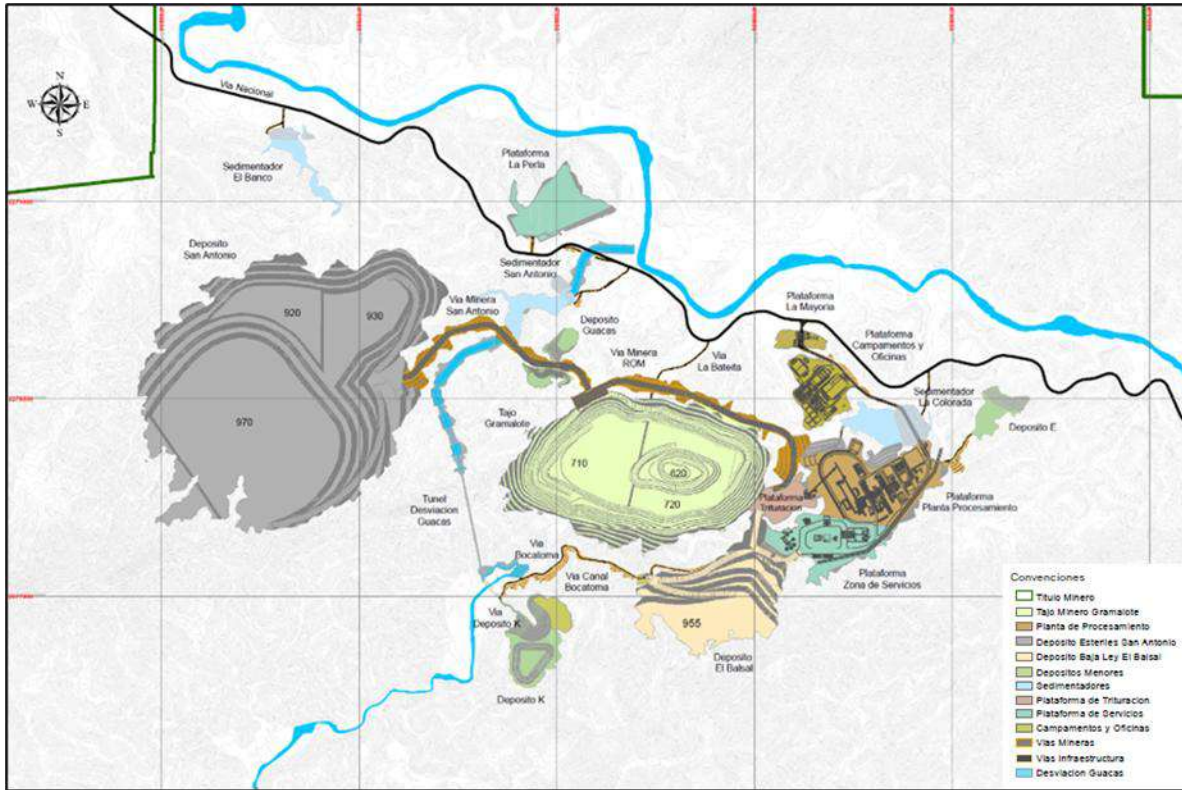 Via Nacional
N
W
E
S
Sedimentador
El Banco
Plataforma
La Perla
Deposito
San Antonio
Sedimentador
San Antonio
Via Minera
San Antonio
Deposito
Guacas
Via Minera
ROM
Via
La Bateita
Plataforma
La Mayoria
Plataforma
Campamentos y
Oficinas
Sedimentador
La Colorada
Deposito E
920
930
970
Tajo
Gramalote
710
620
720
Plataforma
Trituracion
Plataforma
Planta Procesamiento
Tunel
Desviacion
Guacas
Via
Bocatoma
Via Canal
Bocatoma
Plataforma
Zona de Servicios
Via
Deposito K
955
Deposito
El Balsal
Deposito K
Convenciones
Titulo Minero
Tajo Minero Gramalote
Planta de Procesamiento
Deposito Esteriles San Antonio
Deposito Baja Ley El Balsal
Depositos Menores
Sedimentadores
Plataforma de Trituracion
Plataforma de Servicios
Campamentos y Oficinas
Vias Mineras
Vias Infraestructura
Desviacion Guacas